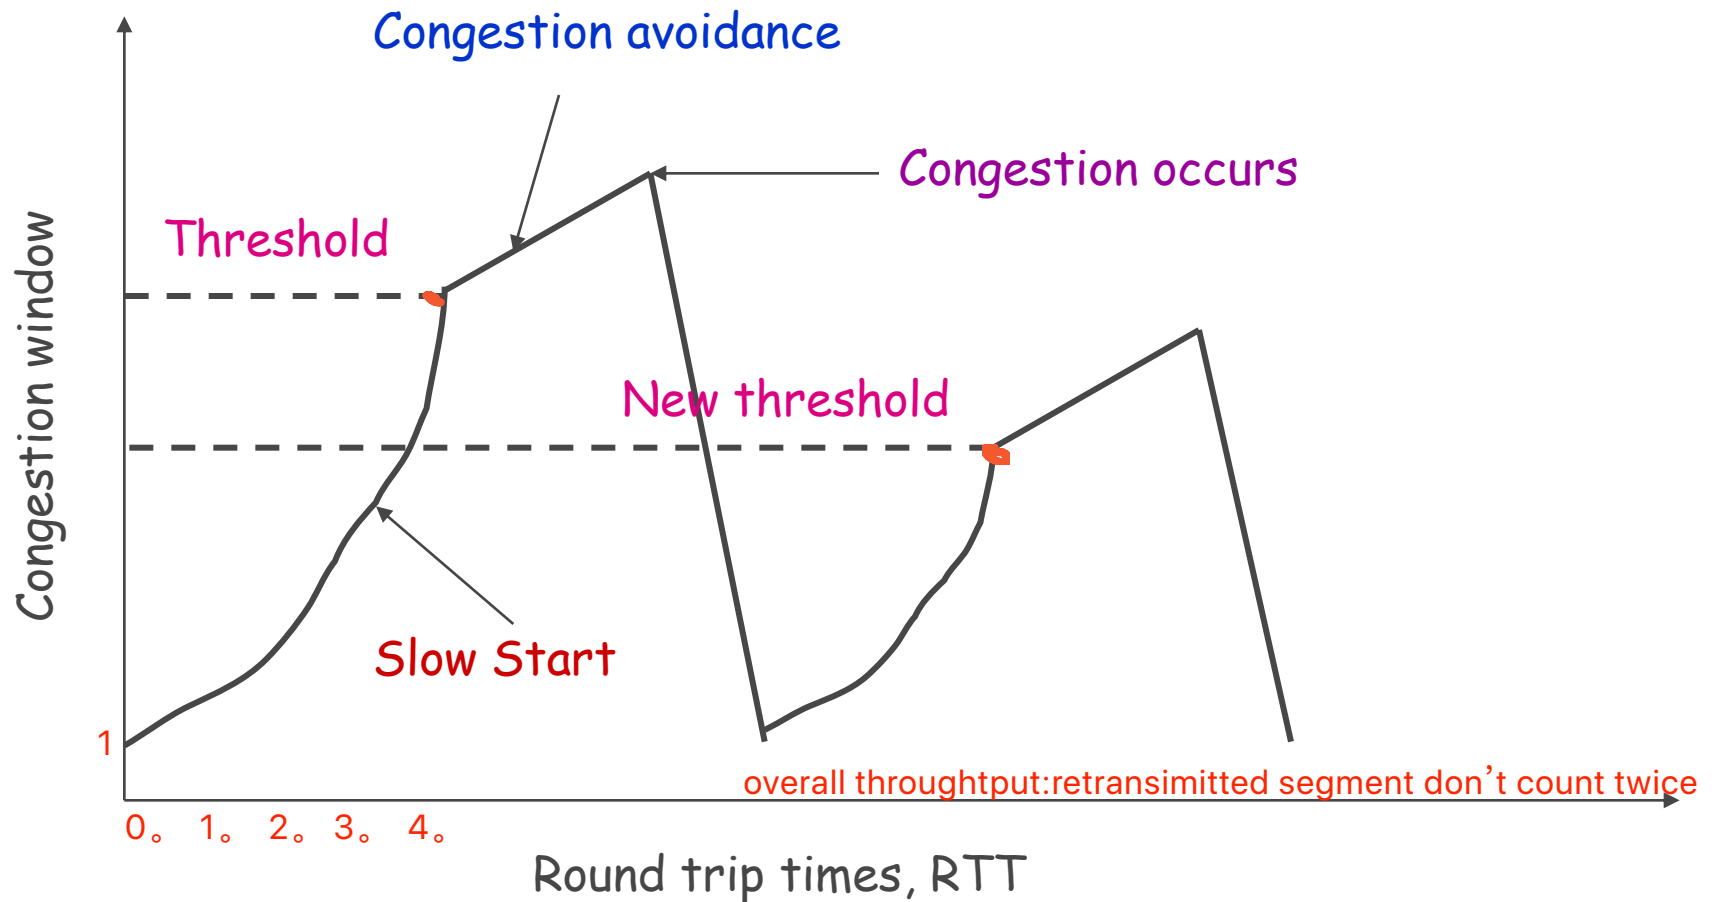 Congestion avoidance
Congestion occurs
Threshold
Congestion window
New threshold
Slow Start
1
overall throughtput:retransimitted segment don’t count twice
0。 1。 2。 3。 4。
Round trip times, RTT